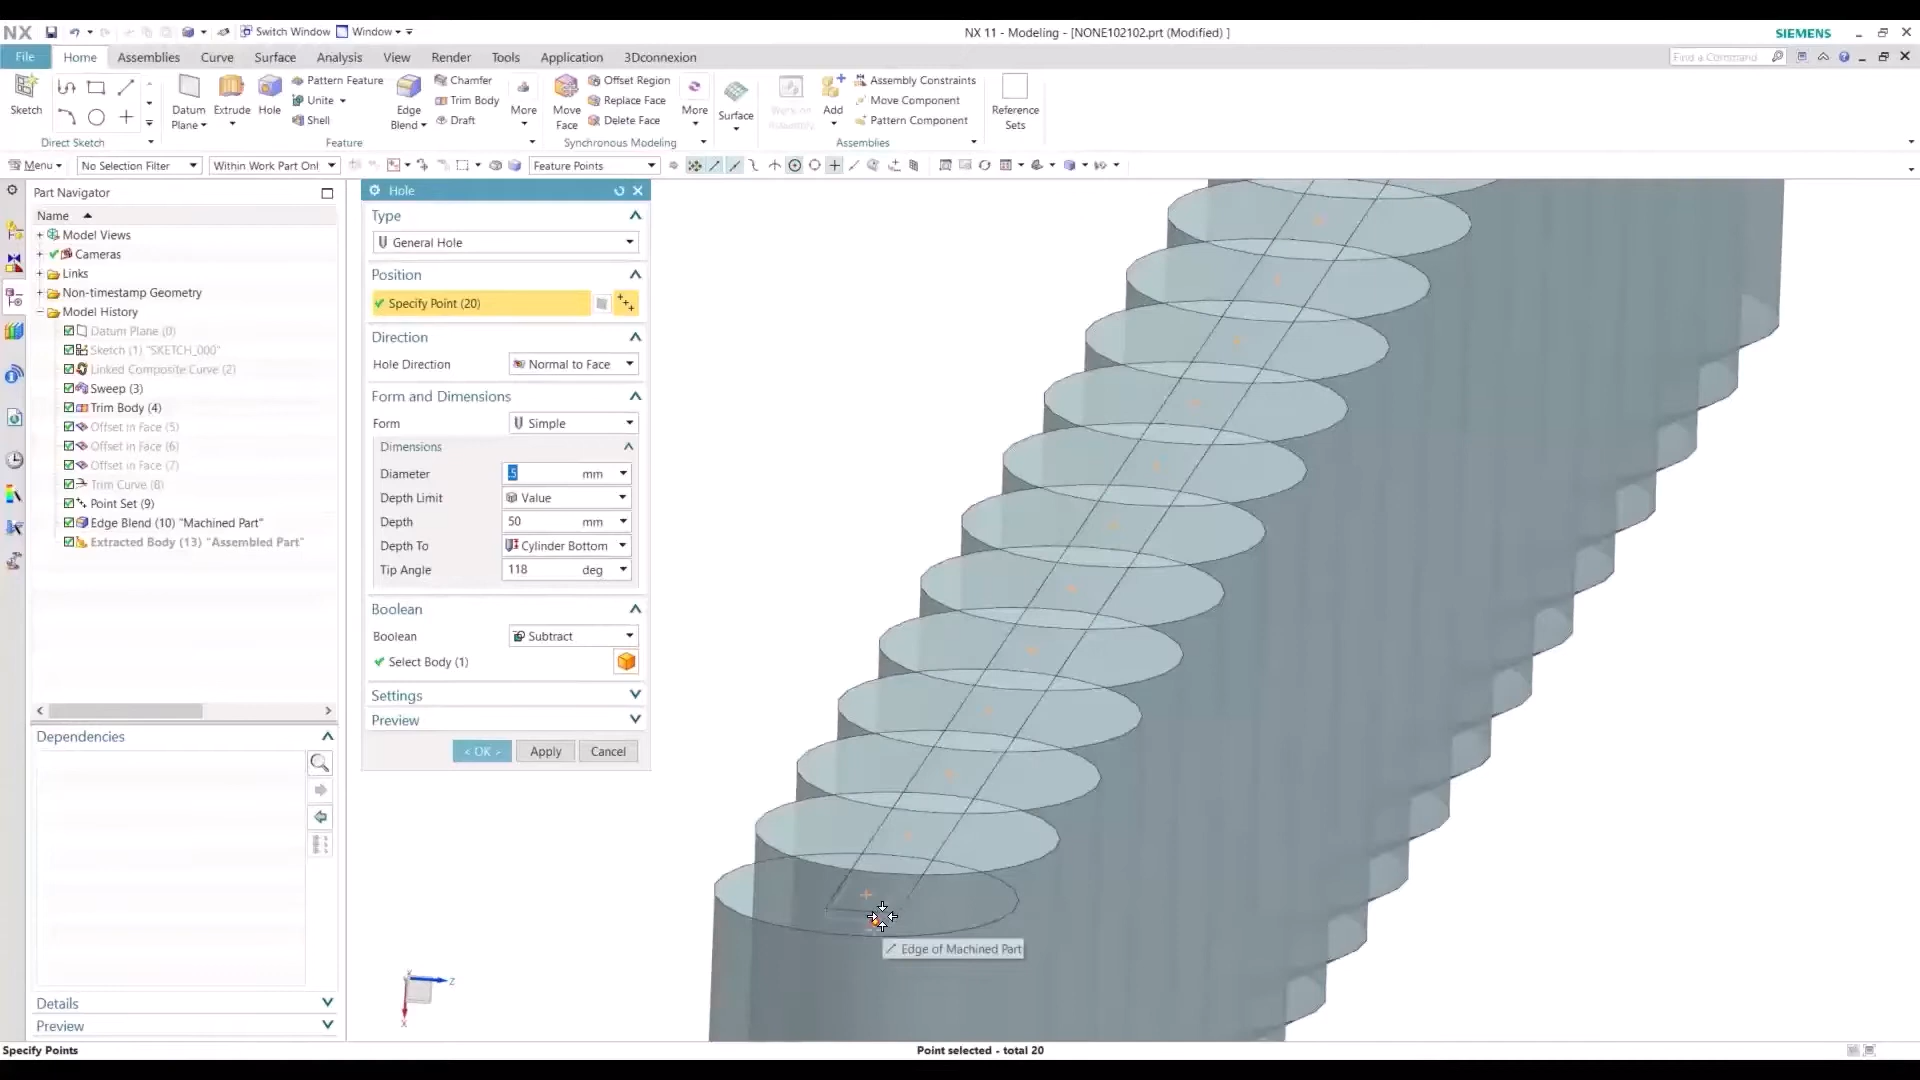 NX
Switch Window
Window
NX 11 - Modeling - [NONE102102.prt (Modified) ]
SIEMENS
File
Home
Assemblies
Curve
Surface
Analysis
View
Render
Tools
Application
3Dconnexion
Find a Command
Sketch
Datum
Plane
Extrude
Hole
Pattern Feature
Unite
Shell
Edge
Blend
Chamfer
Trim Body
Draft
More
Move
Face
Offset Region
Replace Face
Delete Face
More
Surface
Work on
Assembly
Add
Assembly Constraints
Move Component
Pattern Component
Reference
Sets
Direct Sketch
Feature
Synchronous Modeling
Assemblies
Menu
No Selection Filter
Within Work Part Onl
Feature Points
Part Navigator
Name
Model Views
Cameras
Links
Non-timestamp Geometry
Model History
Datum Plane (0)
Sketch (1) "SKETCH_000"
Linked Composite Curve (2)
Sweep (3)
Trim Body (4)
Offset in Face (5)
Offset in Face (6)
Offset in Face (7)
Trim Curve (8)
Point Set (9)
Edge Blend (10) "Machined Part"
Extracted Body (13) "Assembled Part"
Dependencies
Details
Preview
Hole
Type
General Hole
Position
Specify Point (20)
Direction
Hole Direction
Normal to Face
Form and Dimensions
Form
Simple
Dimensions
Diameter
.5 mm
Depth Limit
Value
Depth
50 mm
Depth To
Cylinder Bottom
Tip Angle
118 deg
Boolean
Boolean
Subtract
Select Body (1)
Settings
Preview
< OK >
Apply
Cancel
Edge of Machined Part
Z
X
Specify Points
Point selected - total 20